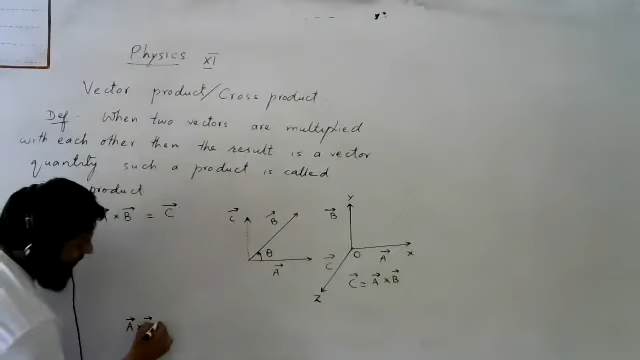 Physics XI
Vector product/Cross product
Def. When two vectors are multiplied
with each other then the result is a vector
quantity such a product is called
product
× B = C
C B θ A
Y B O A X C Z
C = A × B
A ×